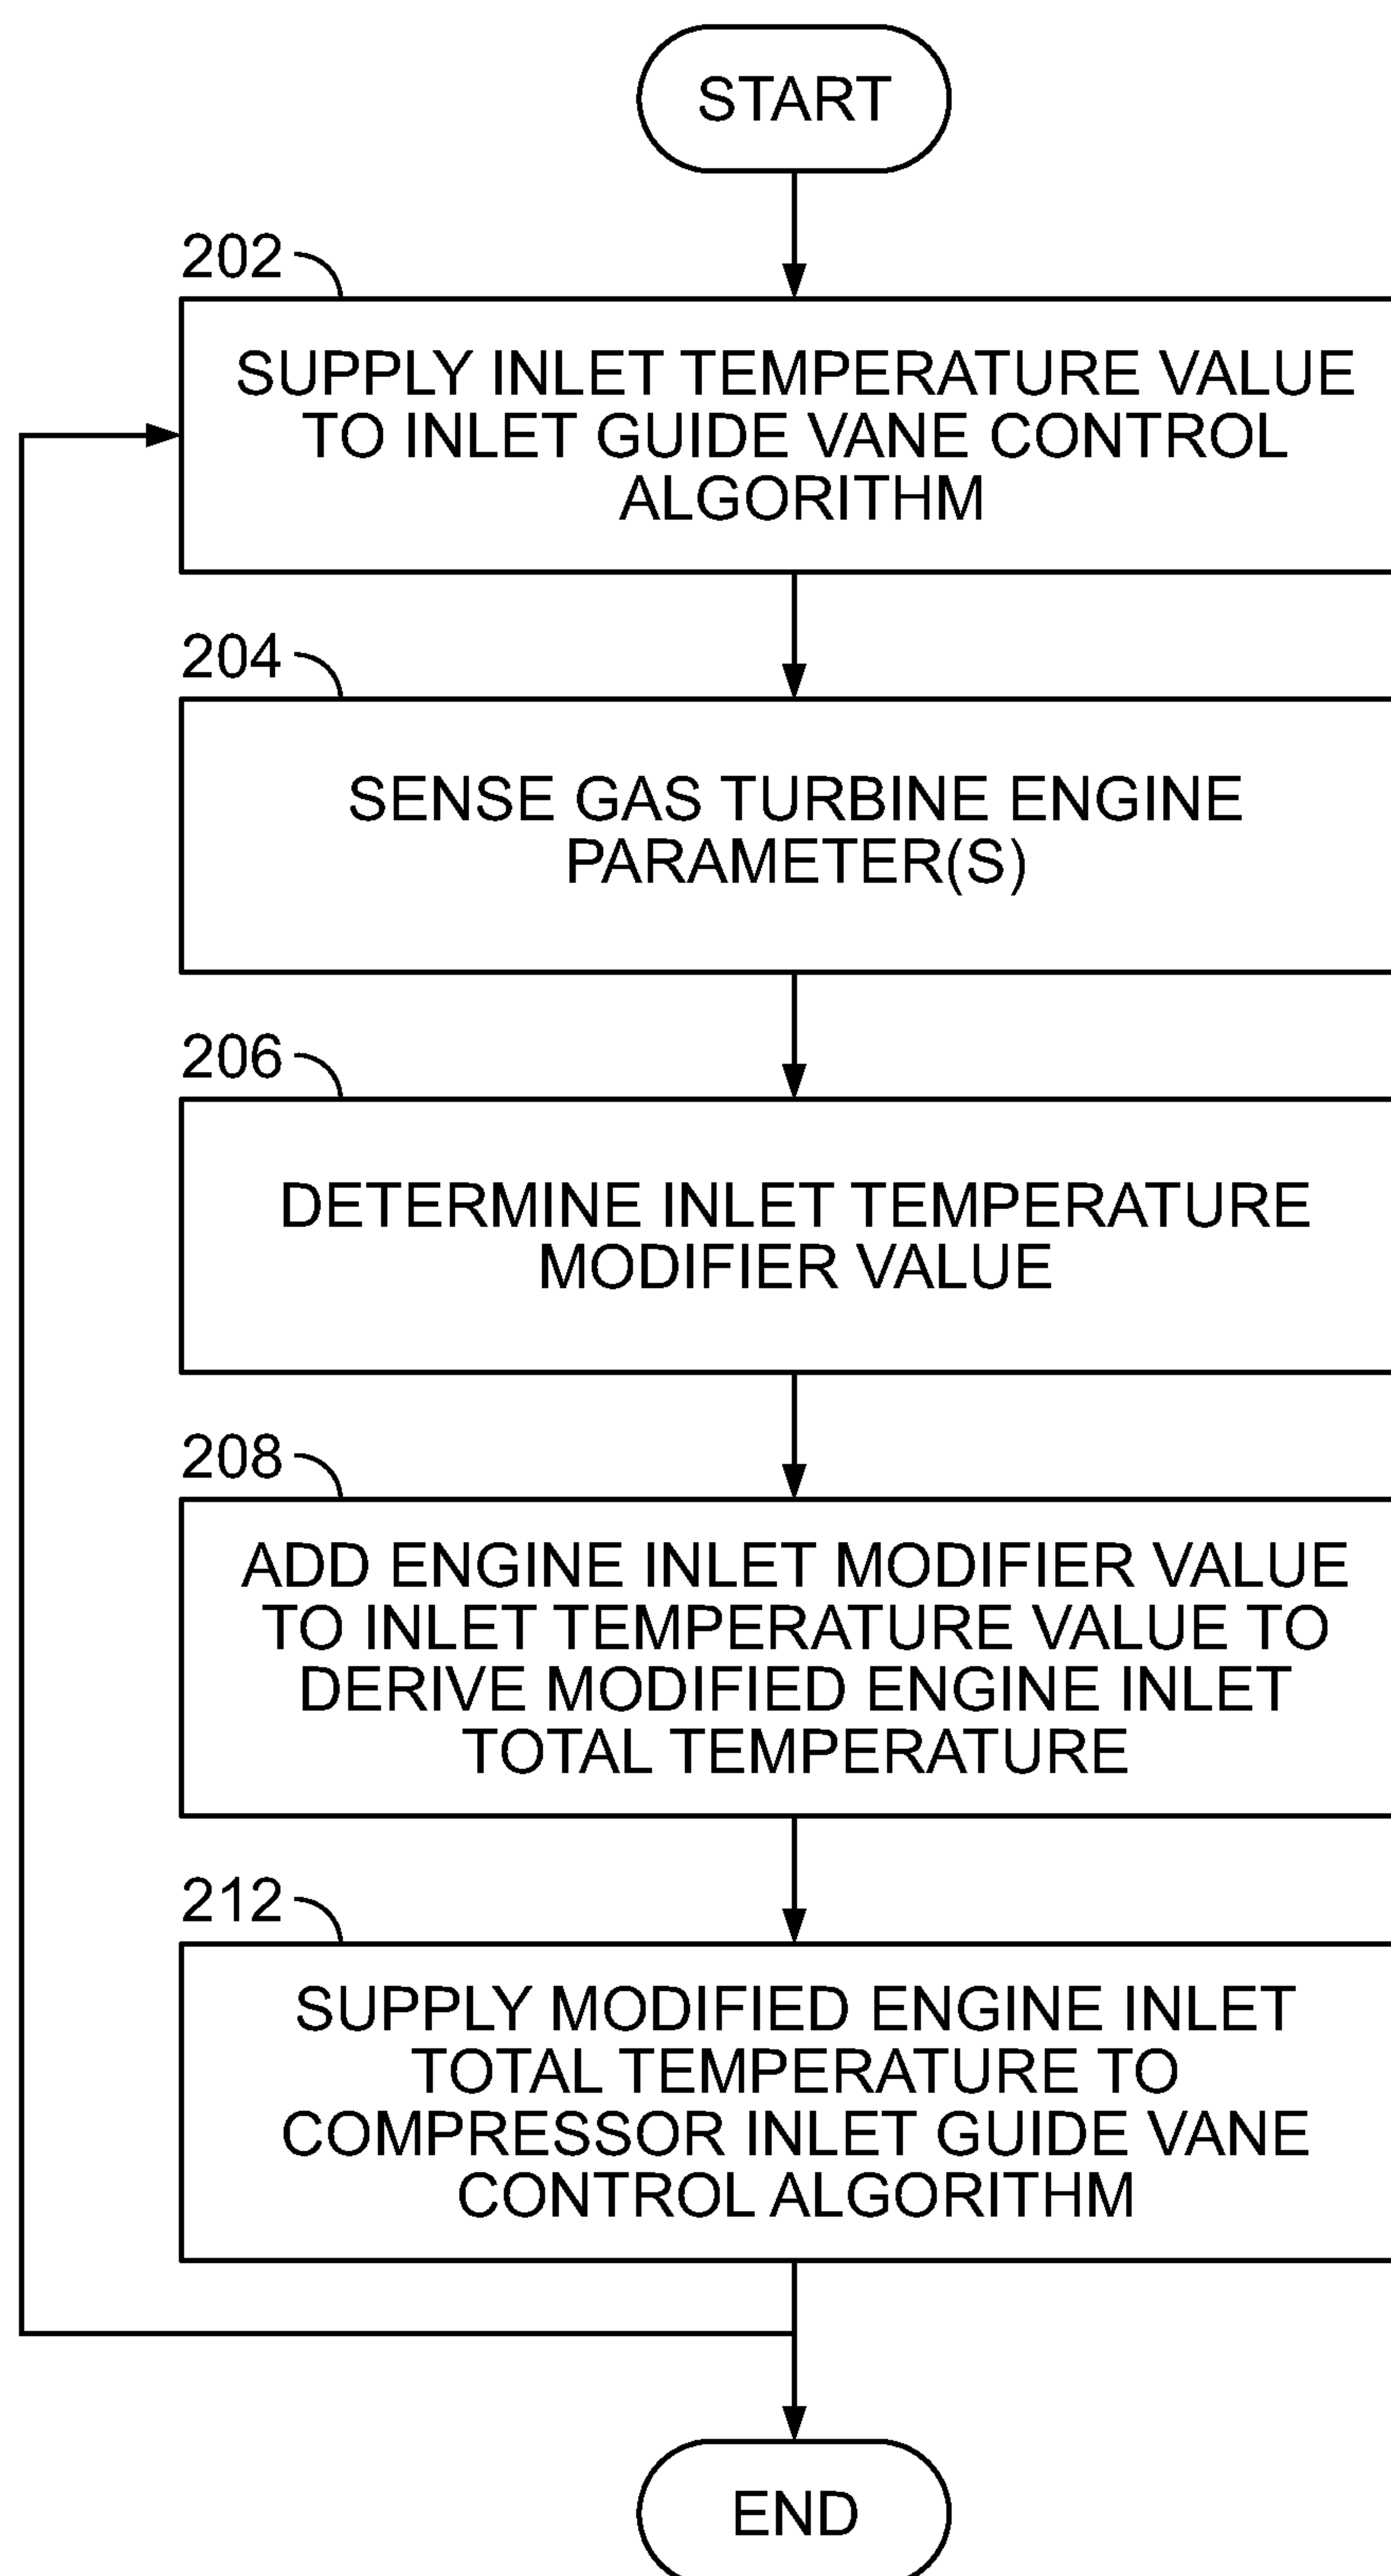 START
202
SUPPLY INLET TEMPERATURE VALUE
TO INLET GUIDE VANE CONTROL
ALGORITHM
204
SENSE GAS TURBINE ENGINE
PARAMETER(S)
206
DETERMINE INLET TEMPERATURE
MODIFIER VALUE
208
ADD ENGINE INLET MODIFIER VALUE
TO INLET TEMPERATURE VALUE TO
DERIVE MODIFIED ENGINE INLET
TOTAL TEMPERATURE
212
SUPPLY MODIFIED ENGINE INLET
TOTAL TEMPERATURE TO
COMPRESSOR INLET GUIDE VANE
CONTROL ALGORITHM
END